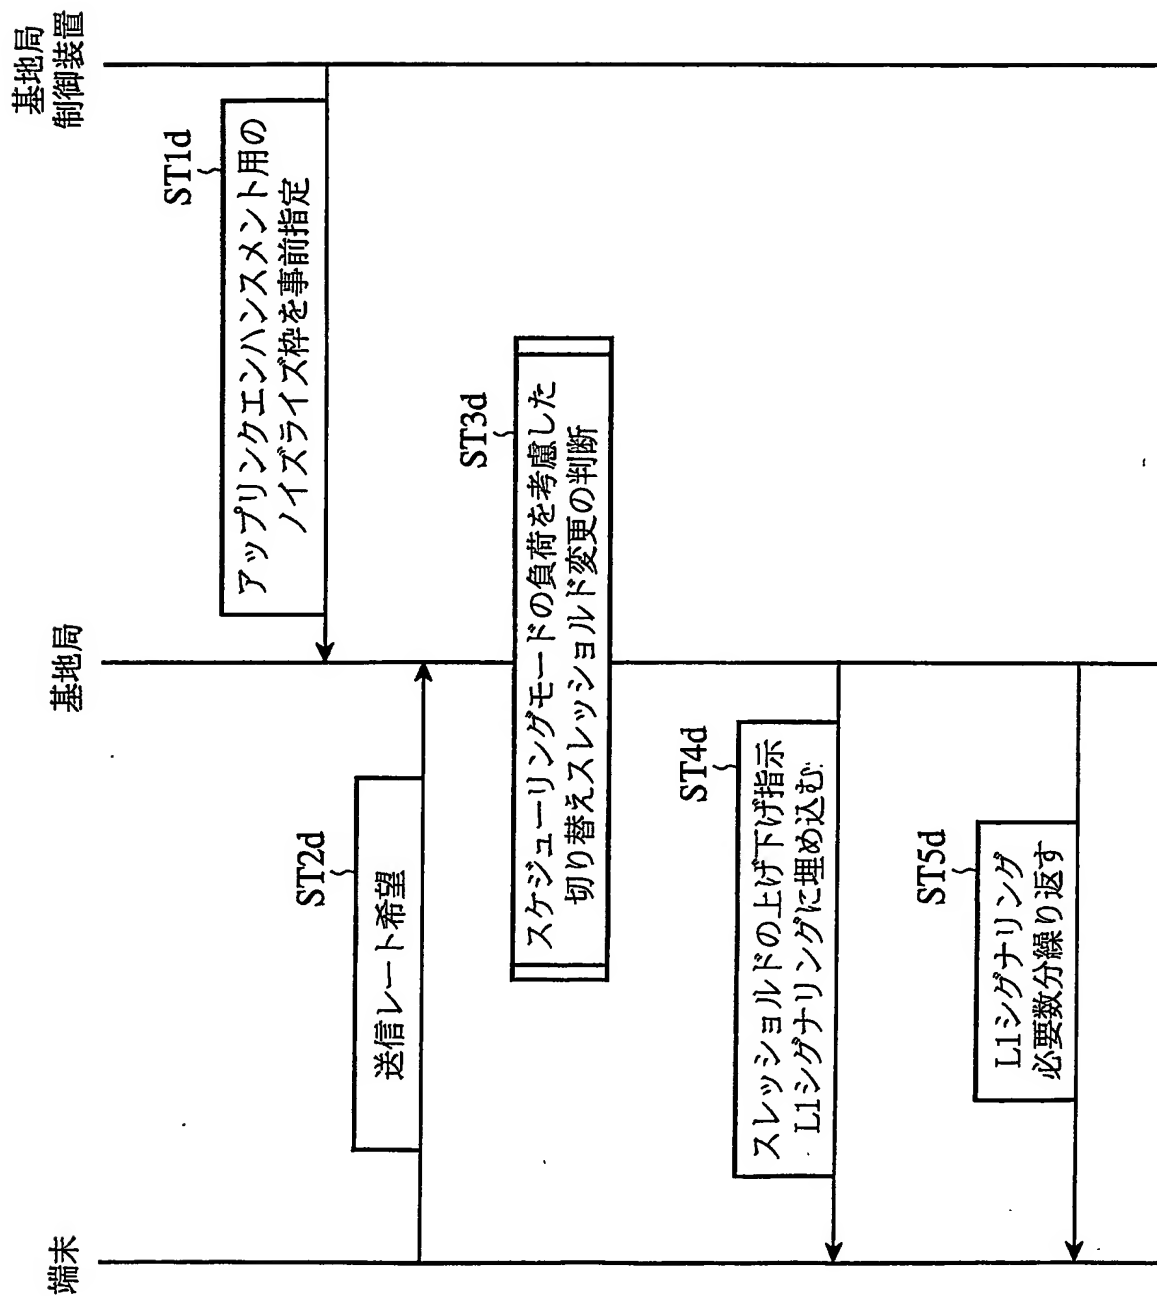 端末
基地局
基地局
制御装置
ST1d
アップリンクエンハンスメント用の
ノイズライズ枠を事前指定
ST2d
送信レート希望
ST3d
スケジューリングモードの負荷を考慮した
切り替えスレッショルド変更の判断
ST4d
スレッショルドの上げ下げ指示
L1シグナリングに埋め込む
ST5d
L1シグナリング
必要数分繰り返す